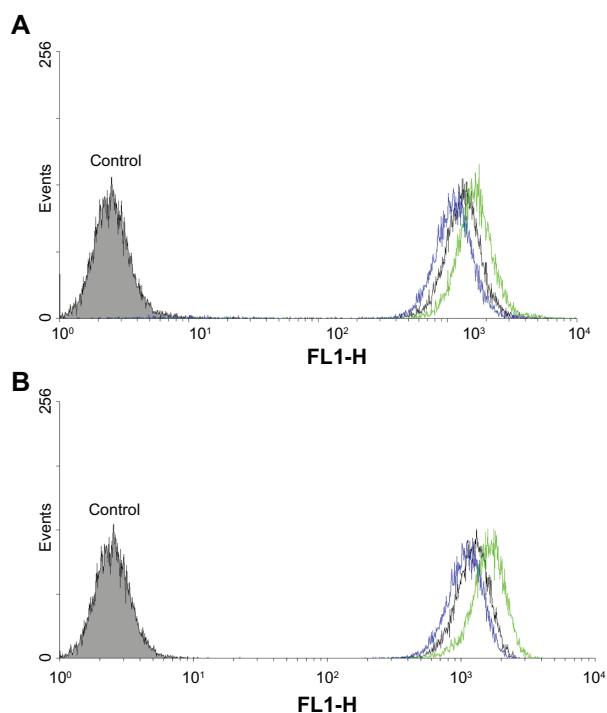 A
256
Events
0
Control
10⁰ 10¹ 10² 10³ 10⁴
FL1-H
B
256
Events
0
Control
10⁰ 10¹ 10² 10³ 10⁴
FL1-H